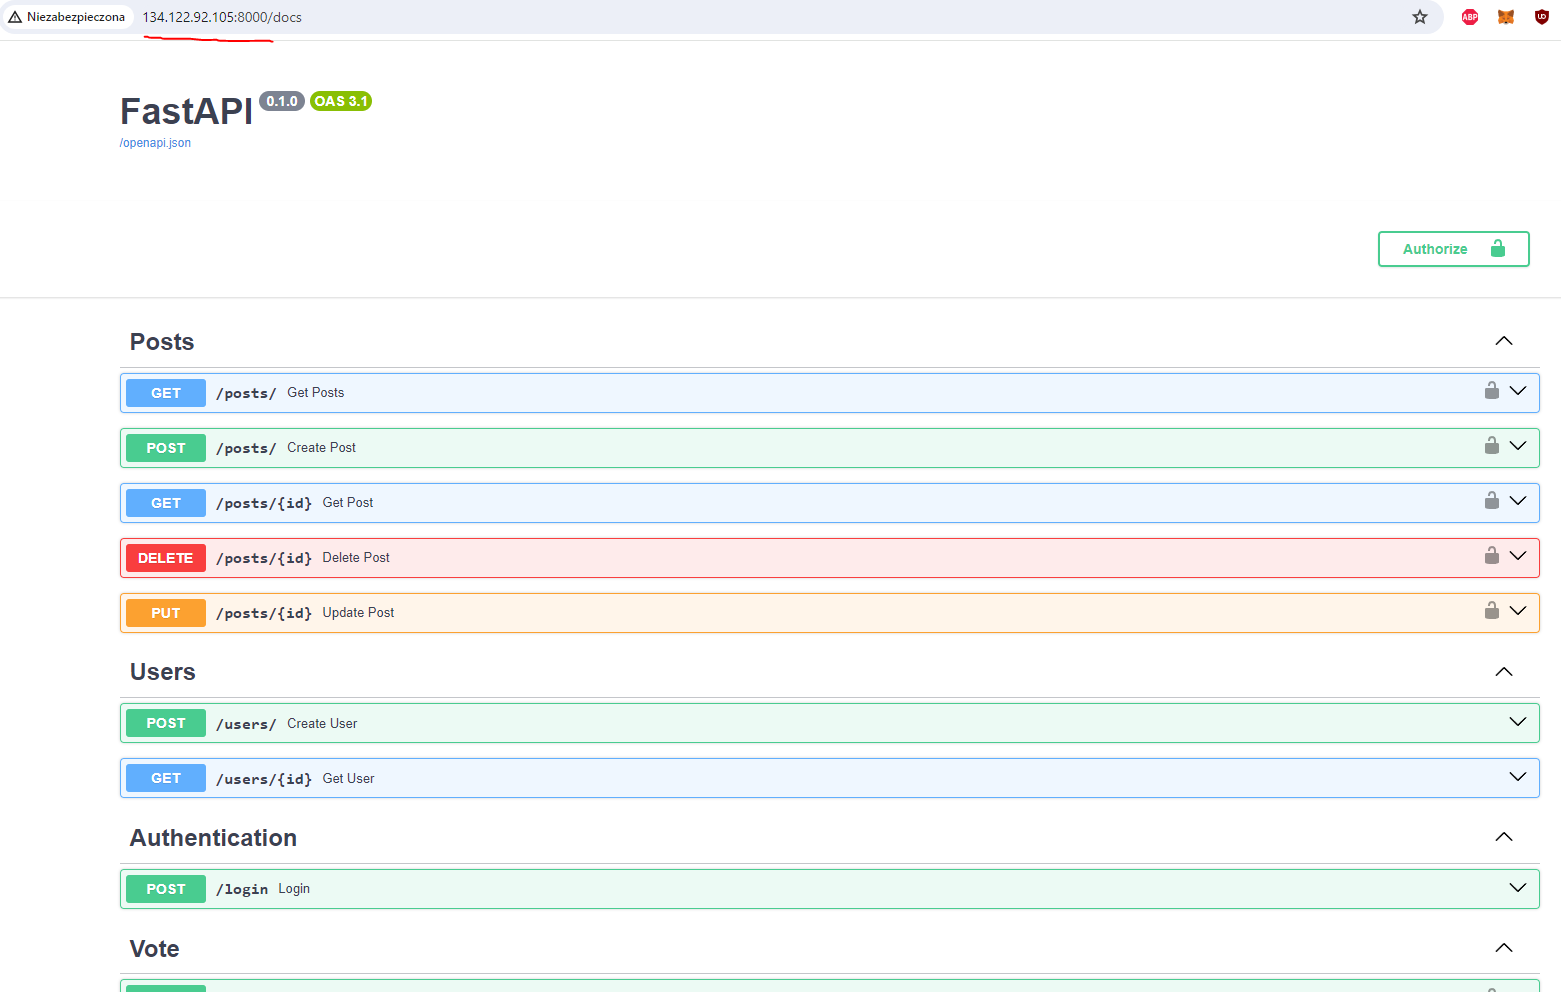 Niezabezpieczona 134.122.92.105:8000/docs ABP
FastAPI 0.1.0 OAS 3.1
/openapi.json
Authorize
Posts
GET /posts/ Get Posts
POST /posts/ Create Post
GET /posts/{id} Get Post
DELETE /posts/{id} Delete Post
PUT /posts/{id} Update Post
Users
POST /users/ Create User
GET /users/{id} Get User
Authentication
POST /login Login
Vote